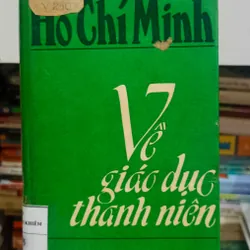 Hồ Chí Minh
Về
giáo dục
thanh niên